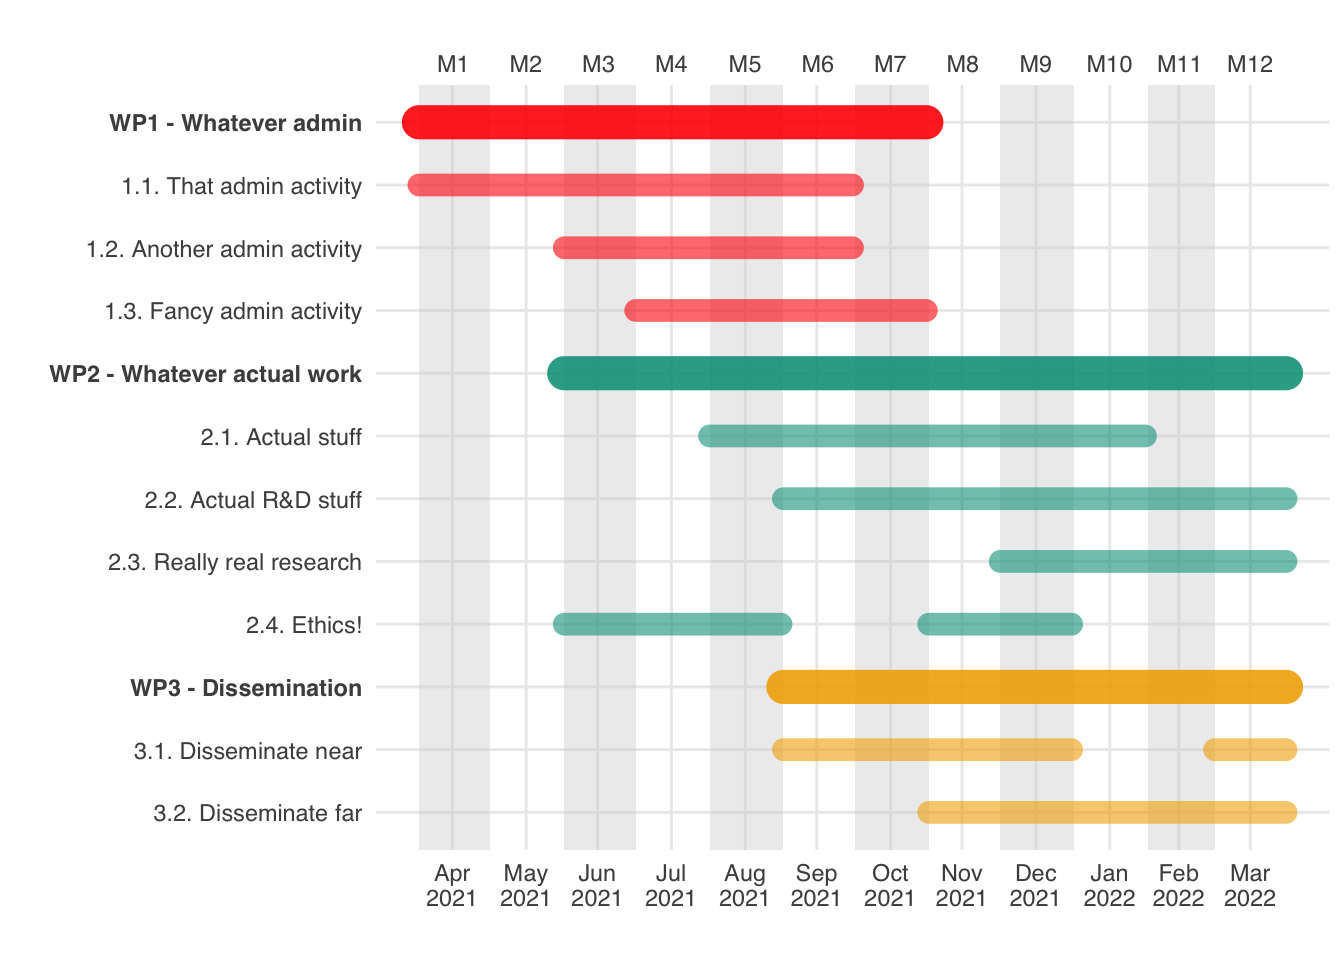 M1 M2 M3 M4 M5 M6 M7 M8 M9 M10 M11 M12
WP1 - Whatever admin
1.1. That admin activity
1.2. Another admin activity
1.3. Fancy admin activity
WP2 - Whatever actual work
2.1. Actual stuff
2.2. Actual R&D stuff
2.3. Really real research
2.4. Ethics!
WP3 - Dissemination
3.1. Disseminate near
3.2. Disseminate far
Apr May Jun Jul Aug Sep Oct Nov Dec Jan Feb Mar
2021 2021 2021 2021 2021 2021 2021 2021 2021 2022 2022 2022